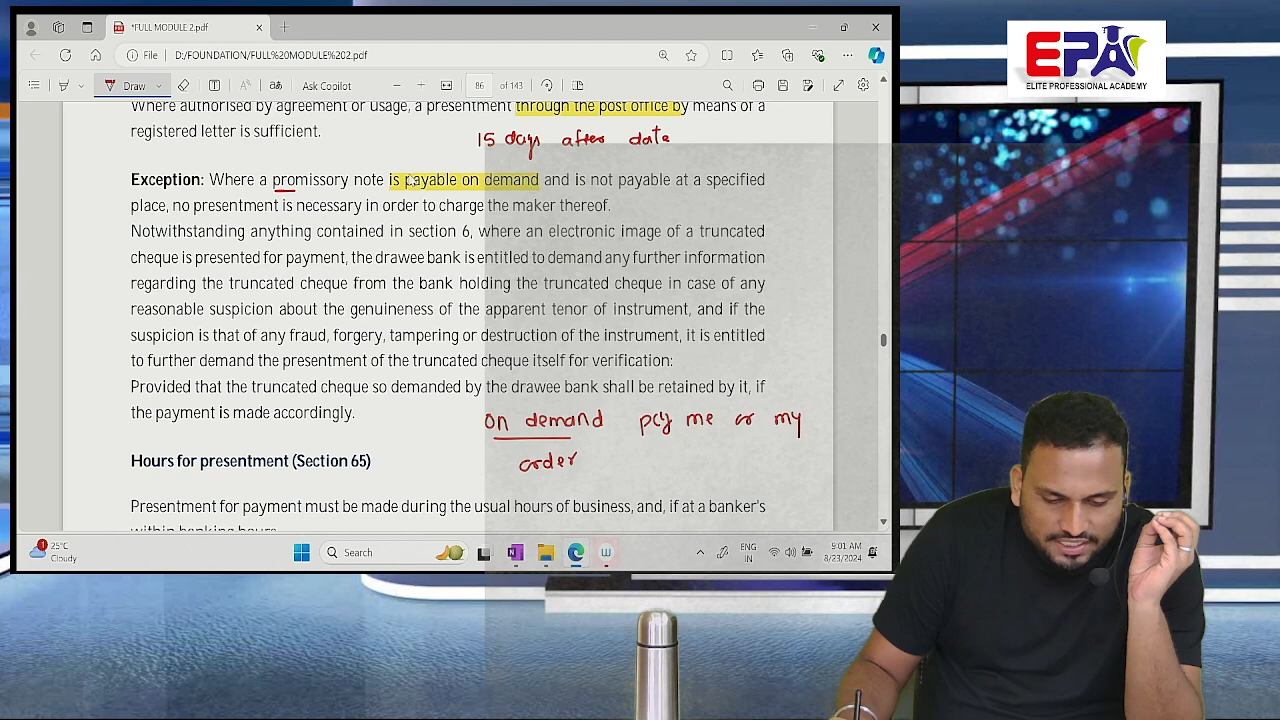 *FULL MODULE 2.pdf
EPA
ELITE PROFESSIONAL ACADEMY
File
Draw
Ask Copilot
86
of 143
Where authorised by agreement or usage, a presentment through the post office by means of a
registered letter is sufficient.
15 days after date
Exception: Where a promissory note is payable on demand and is not payable at a specified
place, no presentment is necessary in order to charge the maker thereof.
Notwithstanding anything contained in section 6, where an electronic image of a truncated
cheque is presented for payment, the drawee bank is entitled to demand any further information
regarding the truncated cheque from the bank holding the truncated cheque in case of any
reasonable suspicion about the genuineness of the apparent tenor of instrument, and if the
suspicion is that of any fraud, forgery, tampering or destruction of the instrument, it is entitled
to further demand the presentment of the truncated cheque itself for verification:
Provided that the truncated cheque so demanded by the drawee bank shall be retained by it, if
the payment is made accordingly.
on demand pay me or my
order
Hours for presentment (Section 65)
Presentment for payment must be made during the usual hours of business, and, if at a banker's
within banking hours
25°C
Cloudy
Search
ENG
IN
9:01 AM
8/23/2024